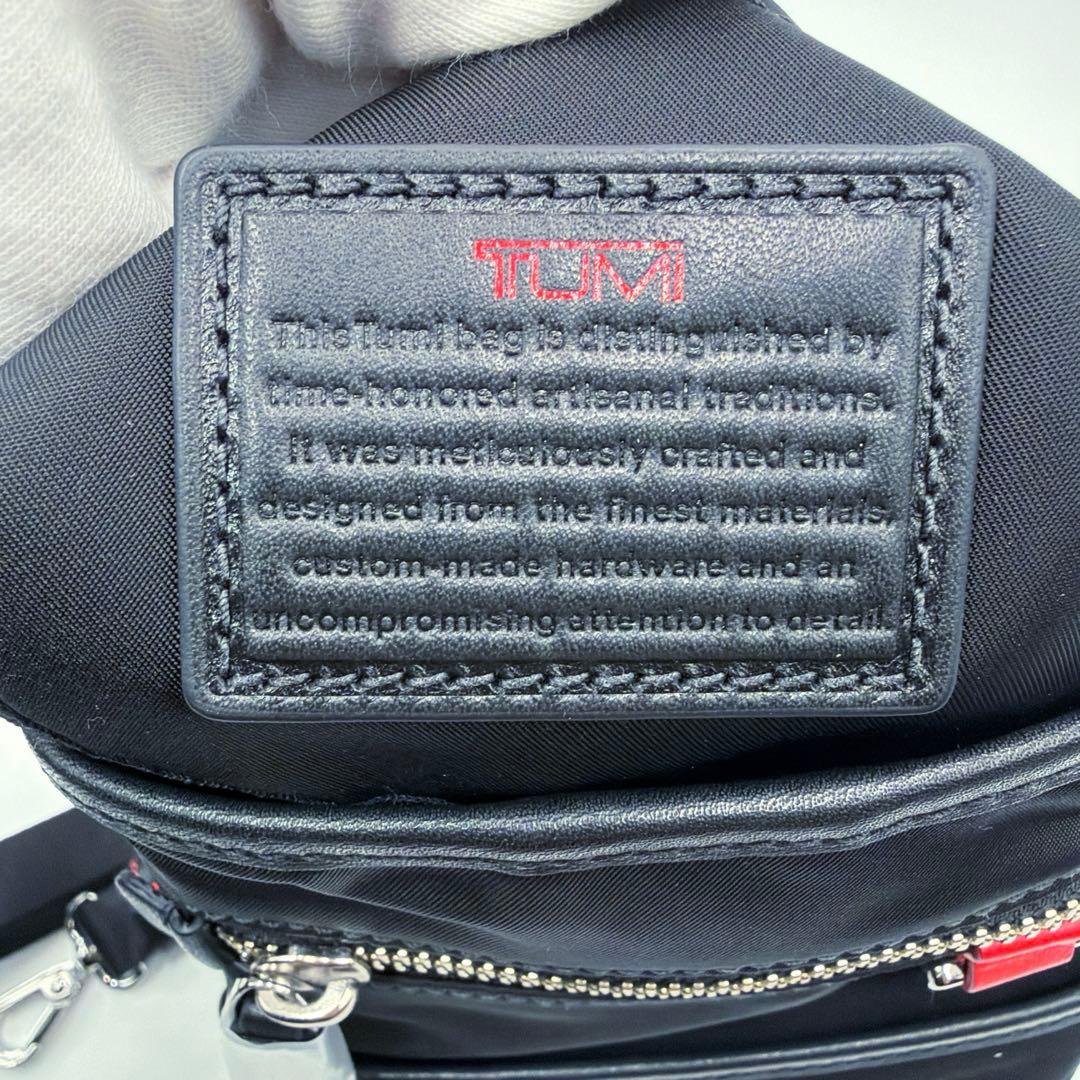 TUMI
This Tumi bag is distinguished by
time-honored artisanal traditions.
It was meticulously crafted and
designed from the finest materials,
custom-made hardware and an
uncompromising attention to detail.